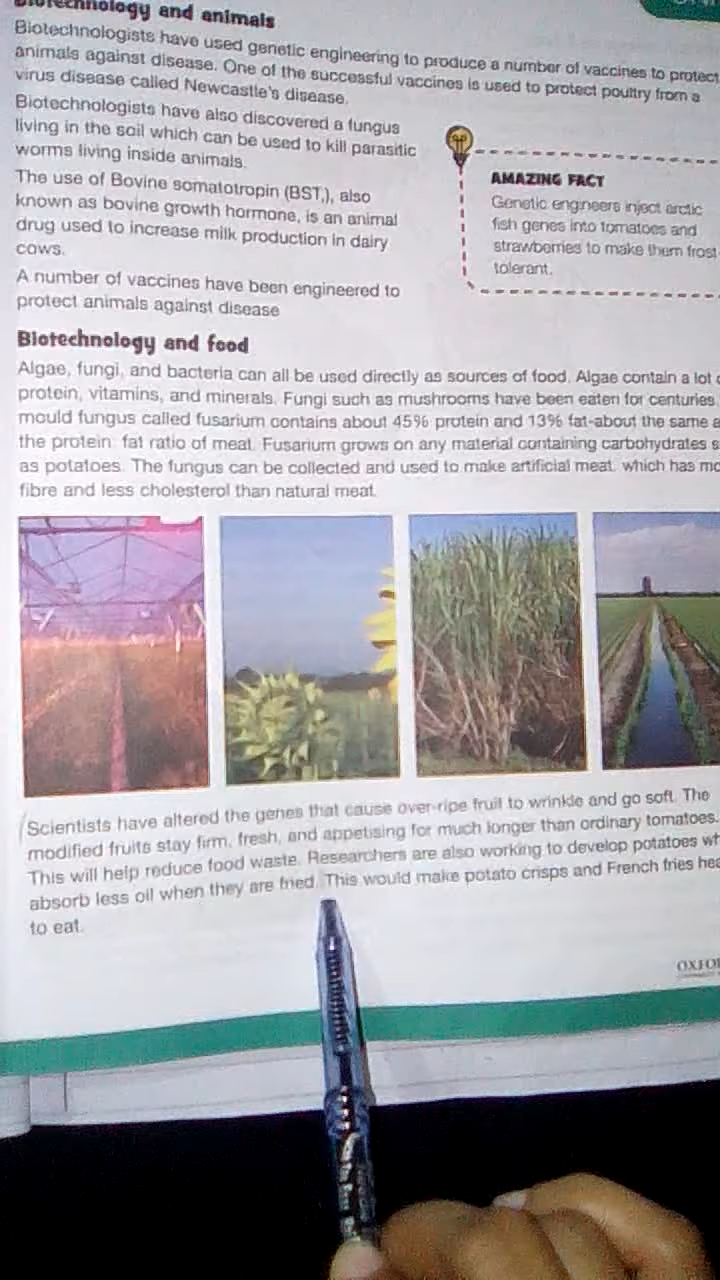 Biotechnology and animals
Biotechnologists have used genetic engineering to produce a number of vaccines to protect
animals against disease. One of the successful vaccines is used to protect poultry from a
virus disease called Newcastle's disease.
Biotechnologists have also discovered a fungus
living in the soil which can be used to kill parasitic
worms living inside animals.
The use of Bovine somatotropin (BST,), also
known as bovine growth hormone, is an animal
drug used to increase milk production in dairy
cows.
A number of vaccines have been engineered to
protect animals against disease
AMAZING FACT
Genetic engineers inject arctic
fish genes into tomatoes and
strawberries to make them frost
tolerant.
Biotechnology and food
Algae, fungi, and bacteria can all be used directly as sources of food. Algae contain a lot
protein, vitamins, and minerals. Fungi such as mushrooms have been eaten for centuries.
mould fungus called fusarium contains about 45% protein and 13% fat-about the same
the protein: fat ratio of meat. Fusarium grows on any material containing carbohydrates
as potatoes. The fungus can be collected and used to make artificial meat, which has
fibre and less cholesterol than natural meat.
Scientists have altered the genes that cause over-ripe fruit to wrinkle and go soft. The
modified fruits stay firm, fresh, and appetising for much longer than ordinary tomatoes.
This will help reduce food waste. Researchers are also working to develop potatoes
absorb less oil when they are fried. This would make potato crisps and French fries
to eat.